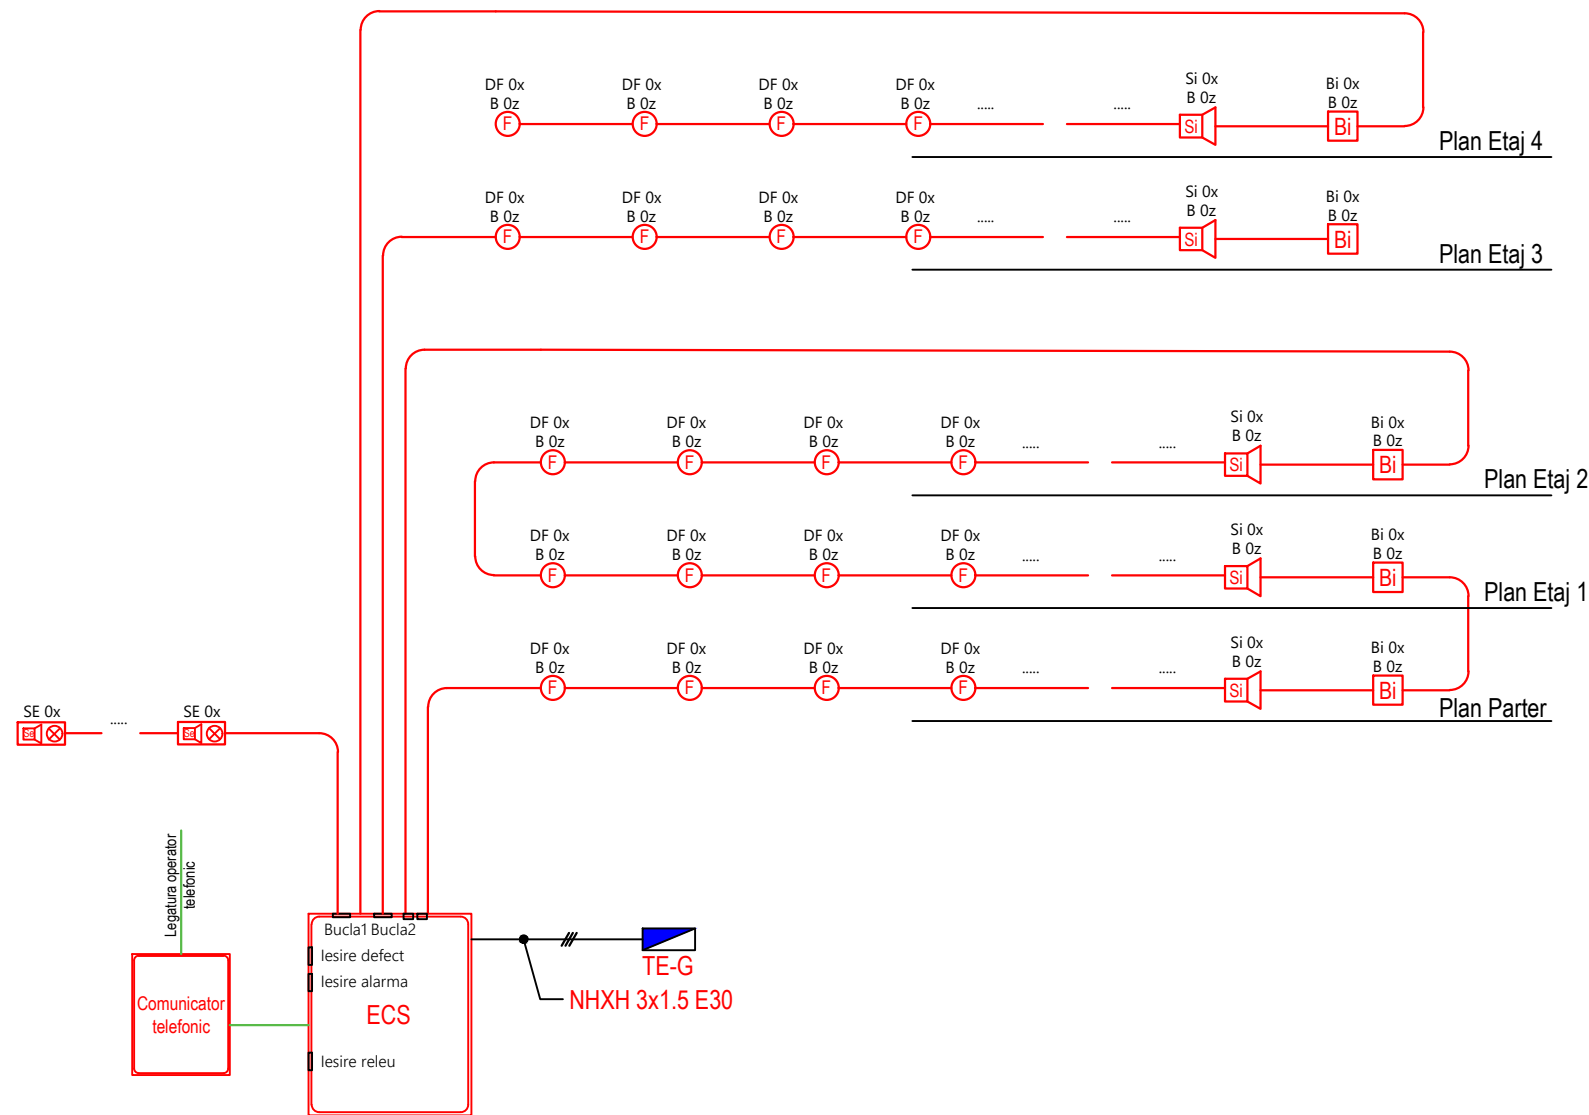 DF 0x
B 0z
F
DF 0x
B 0z
F
DF 0x
B 0z
F
DF 0x
B 0z
F
.....
.....
Si 0x
B 0z
Si
Bi 0x
B 0z
Bi
Plan Etaj 4
DF 0x
B 0z
F
DF 0x
B 0z
F
DF 0x
B 0z
F
DF 0x
B 0z
F
.....
.....
Si 0x
B 0z
Si
Bi 0x
B 0z
Bi
Plan Etaj 3
DF 0x
B 0z
F
DF 0x
B 0z
F
DF 0x
B 0z
F
DF 0x
B 0z
F
.....
.....
Si 0x
B 0z
Si
Bi 0x
B 0z
Bi
Plan Etaj 2
DF 0x
B 0z
F
DF 0x
B 0z
F
DF 0x
B 0z
F
DF 0x
B 0z
F
.....
.....
Si 0x
B 0z
Si
Bi 0x
B 0z
Bi
Plan Etaj 1
DF 0x
B 0z
F
DF 0x
B 0z
F
DF 0x
B 0z
F
DF 0x
B 0z
F
.....
.....
Si 0x
B 0z
Si
Bi 0x
B 0z
Bi
Plan Parter
SE 0x
Se
.....
SE 0x
Se
Legatura operator
telefonic
Comunicator
telefonic
Bucla1 Bucla2
Iesire defect
Iesire alarma
ECS
Iesire releu
TE-G
NHXH 3x1.5 E30